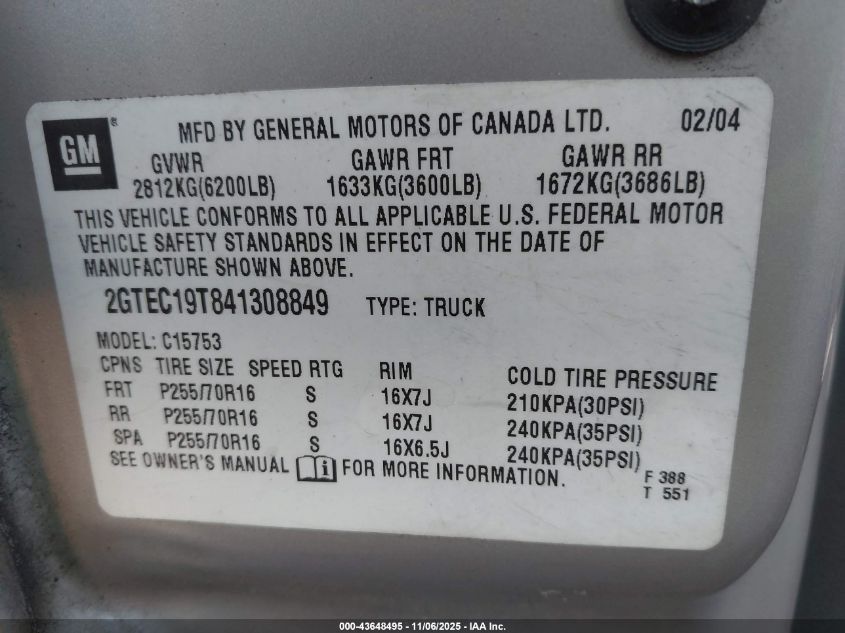 GM® MFD BY GENERAL MOTORS OF CANADA LTD. 02/04
GVWR GAWR FRT GAWR RR
2812KG(6200LB) 1633KG(3600LB) 1672KG(3686LB)
THIS VEHICLE CONFORMS TO ALL APPLICABLE U.S. FEDERAL MOTOR
VEHICLE SAFETY STANDARDS IN EFFECT ON THE DATE OF
MANUFACTURE SHOWN ABOVE.
2GTEC19T841308849 TYPE: TRUCK
MODEL: C15753
CPNS TIRE SIZE SPEED RTG RIM COLD TIRE PRESSURE
FRT P255/70R16 S 16X7J 210KPA(30PSI)
RR P255/70R16 S 16X7J 240KPA(35PSI)
SPA P255/70R16 S 16X6.5J 240KPA(35PSI)
SEE OWNER'S MANUAL i FOR MORE INFORMATION.
F 388
T 551
000-43648495 - 11/06/2025 - IAA Inc.